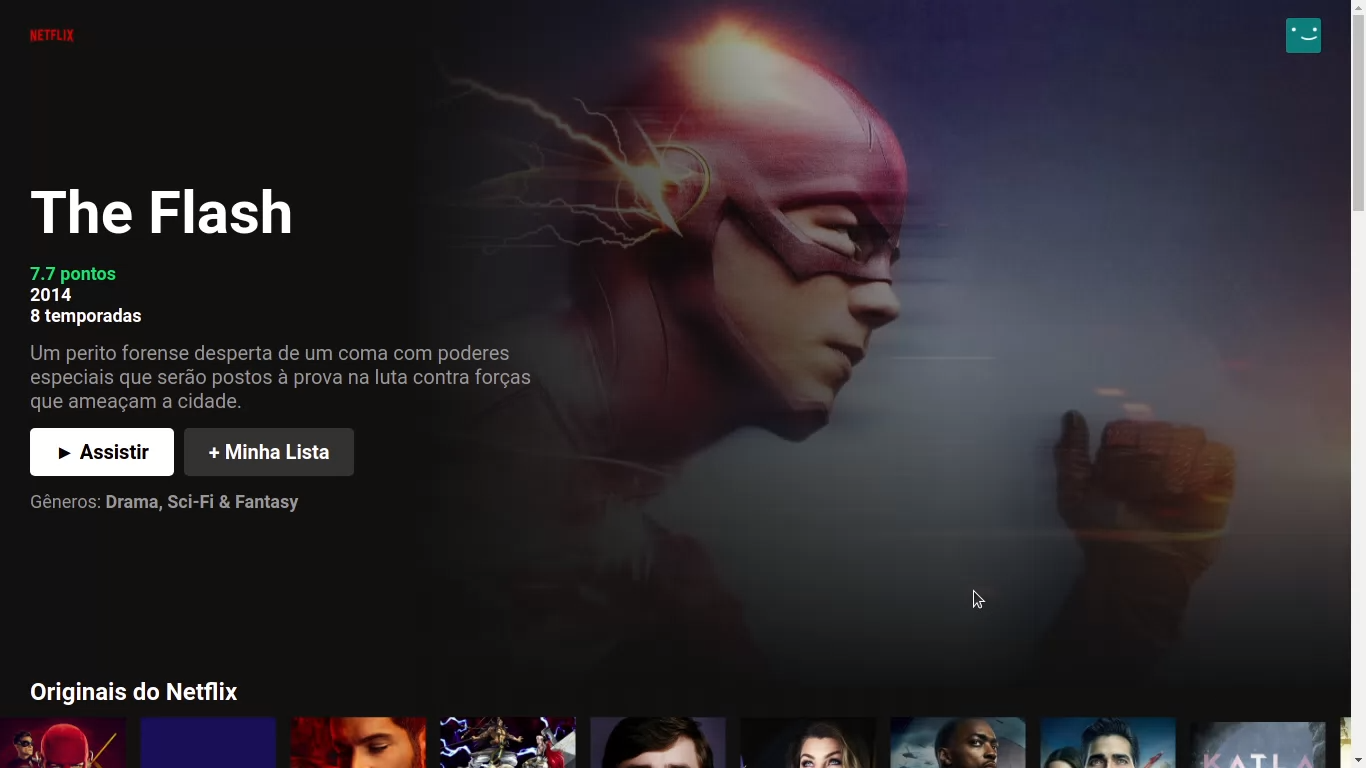 NETFLIX
The Flash
7.7 pontos
2014
8 temporadas
Um perito forense desperta de um coma com poderes
especiais que serão postos à prova na luta contra forças
que ameaçam a cidade.
► Assistir
+ Minha Lista
Gêneros: Drama, Sci-Fi & Fantasy
Originais do Netflix
KATLA